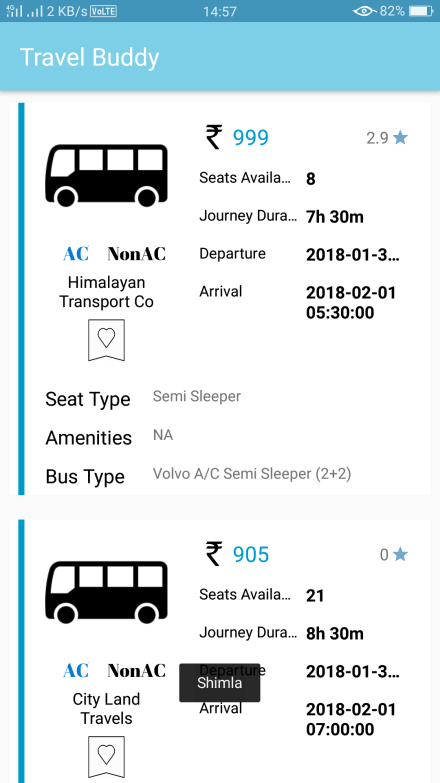 4G 2 KB/s VoLTE 14:57 82%
Travel Buddy
₹ 999 2.9
Seats Availa... 8
Journey Dura... 7h 30m
AC NonAC Departure 2018-01-3...
Himalayan
Transport Co
Arrival 2018-02-01
05:30:00
Seat Type Semi Sleeper
Amenities NA
Bus Type Volvo A/C Semi Sleeper (2+2)
₹ 905 0
Seats Availa... 21
Journey Dura... 8h 30m
AC NonAC Departure 2018-01-3...
Shimla
City Land
Travels
Arrival 2018-02-01
07:00:00